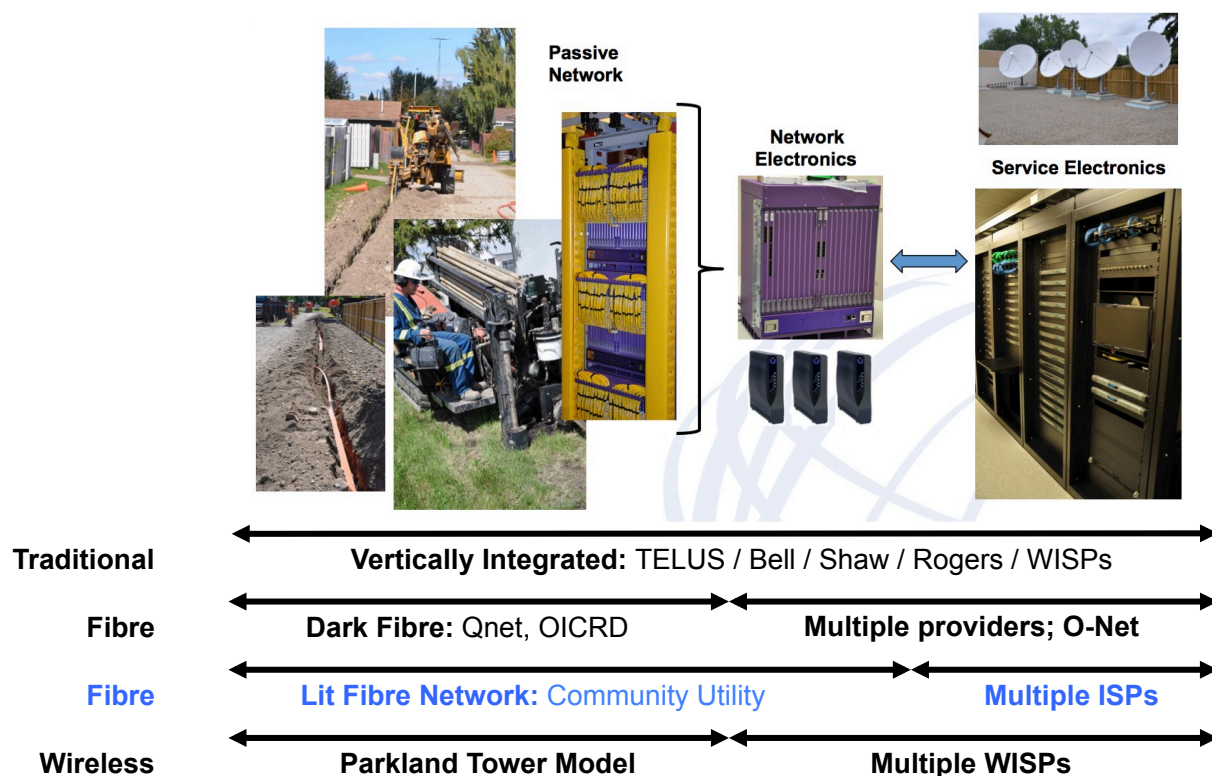 Passive
Network
Network
Electronics
Service Electronics
Traditional
Vertically Integrated: TELUS / Bell / Shaw / Rogers / WISPs
Fibre
Dark Fibre: Qnet, OICRD
Multiple providers; O-Net
Fibre
Lit Fibre Network: Community Utility
Multiple ISPs
Wireless
Parkland Tower Model
Multiple WISPs